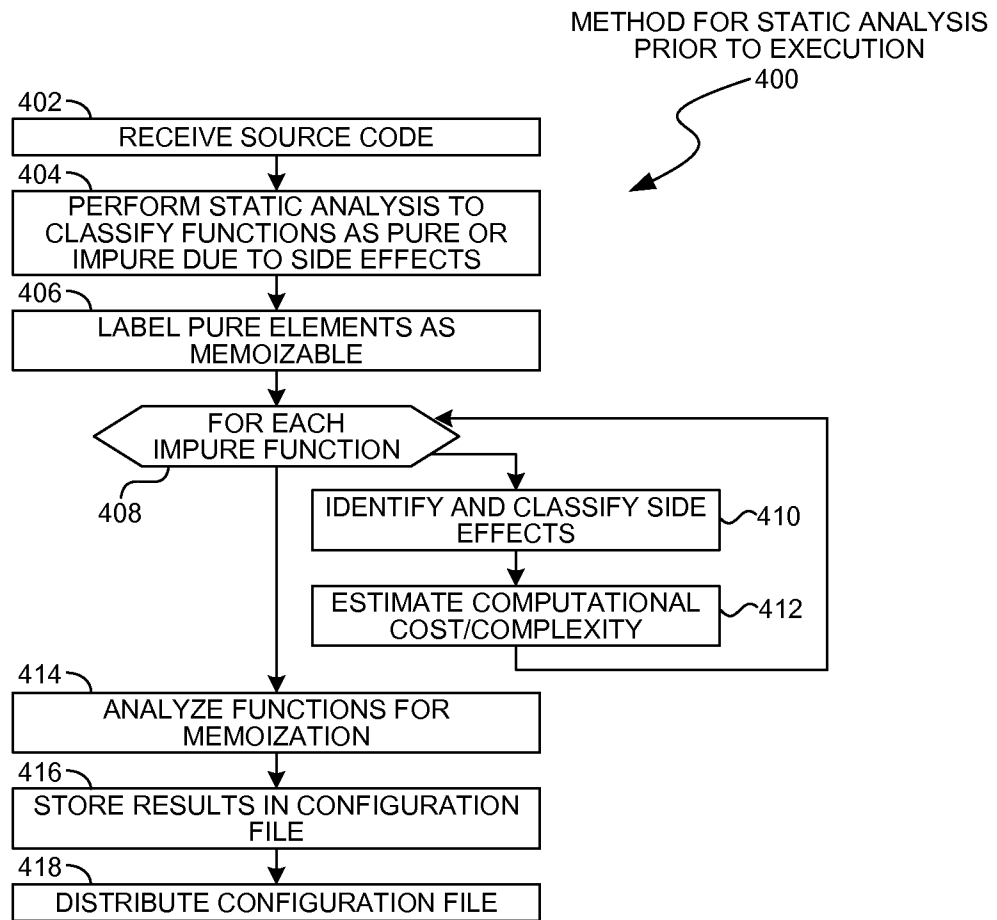 METHOD FOR STATIC ANALYSIS
PRIOR TO EXECUTION
400
402
RECEIVE SOURCE CODE
404
PERFORM STATIC ANALYSIS TO
CLASSIFY FUNCTIONS AS PURE OR
IMPURE DUE TO SIDE EFFECTS
406
LABEL PURE ELEMENTS AS
MEMOIZABLE
FOR EACH
IMPURE FUNCTION
408
IDENTIFY AND CLASSIFY SIDE
EFFECTS
410
ESTIMATE COMPUTATIONAL
COST/COMPLEXITY
412
414
ANALYZE FUNCTIONS FOR
MEMOIZATION
416
STORE RESULTS IN CONFIGURATION
FILE
418
DISTRIBUTE CONFIGURATION FILE